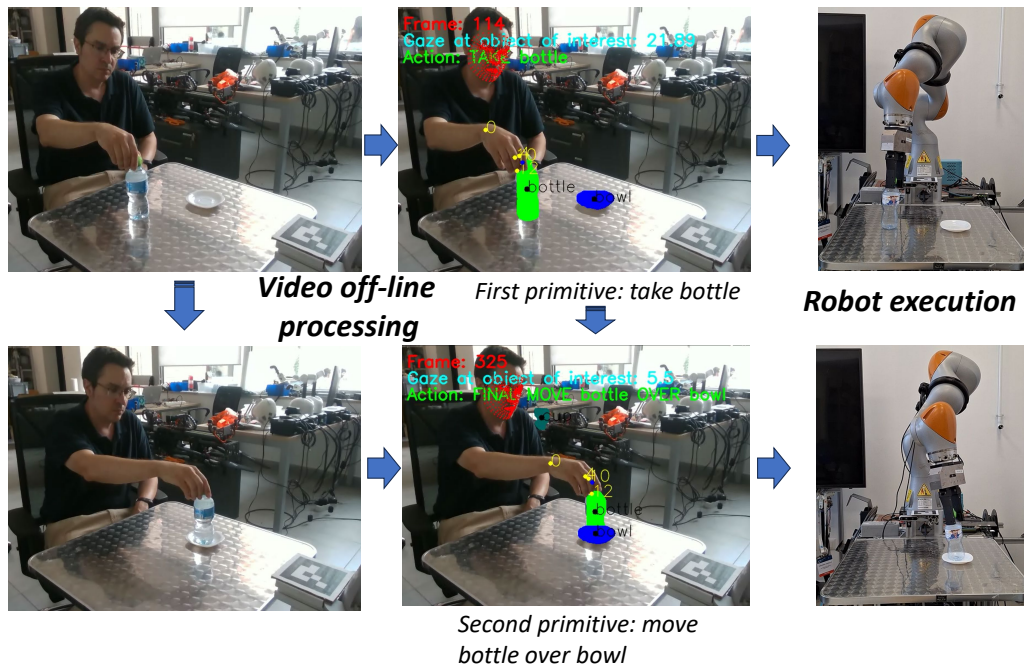 Frame: 114
Gaze at object of interest: 21.89
Action: TAKE bottle
0
bottle
bowl
Video off-line
processing
First primitive: take bottle
Robot execution
Frame: 325
Gaze at object of interest: 5.5
Action: FINAL MOVE bottle OVER bowl
0
bottle
bowl
Second primitive: move
bottle over bowl